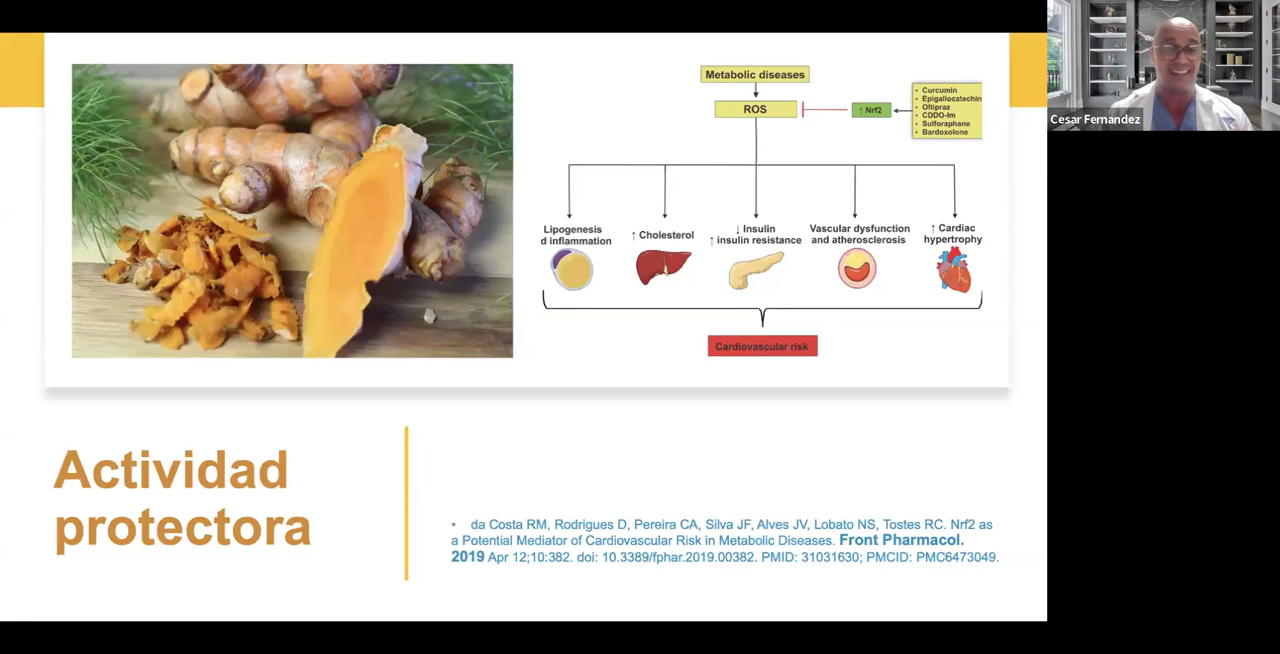 Metabolic diseases
ROS
↑ Nrf2
• Curcumin
• Epigallocatechin
• Oltipraz
• CDDO-Im
• Sulforaphane
• Bardoxolone
Cesar Fernandez
Lipogenesis
d inflammation
↑ Cholesterol
↓ Insulin
↑ insulin resistance
Vascular dysfunction
and atherosclerosis
↑ Cardiac
hypertrophy
Cardiovascular risk
Actividad
protectora
• da Costa RM, Rodrigues D, Pereira CA, Silva JF, Alves JV, Lobato NS, Tostes RC. Nrf2 as
a Potential Mediator of Cardiovascular Risk in Metabolic Diseases. Front Pharmacol.
2019 Apr 12;10:382. doi: 10.3389/fphar.2019.00382. PMID: 31031630; PMCID: PMC6473049.